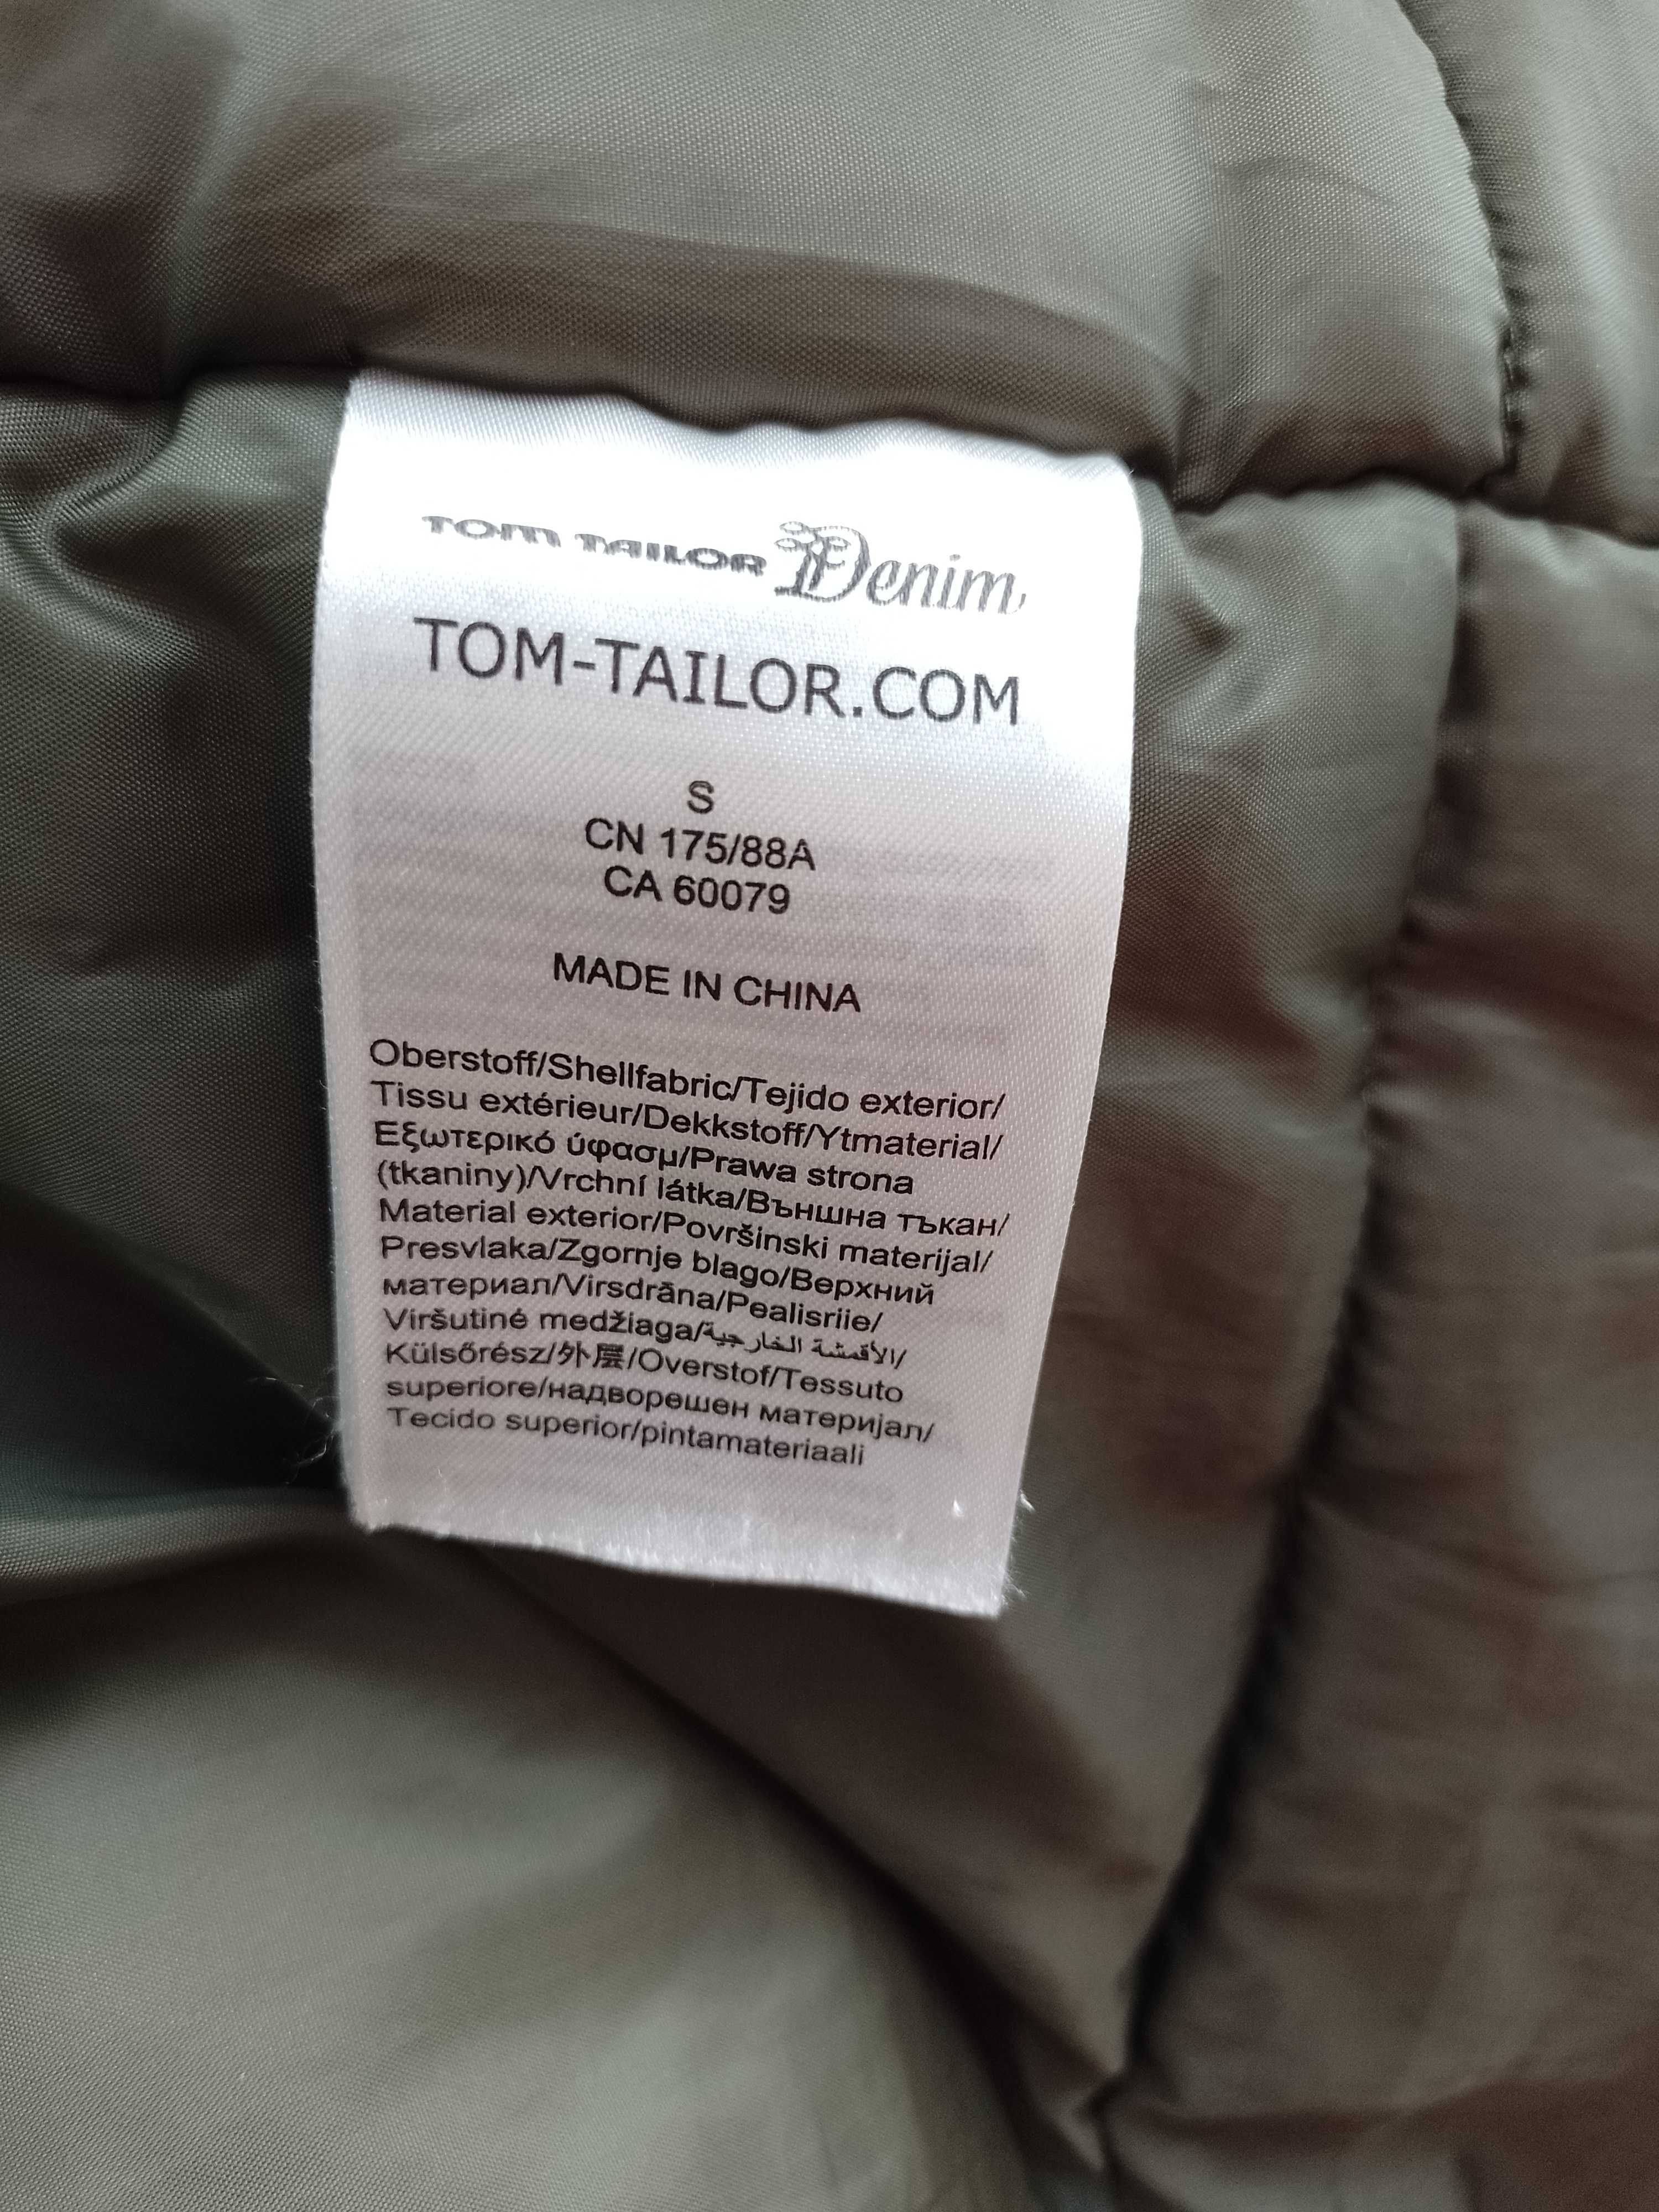 TOM TAILOR Denim
TOM-TAILOR.COM
S
CN 175/88A
CA 60079
MADE IN CHINA
Oberstoff/Shellfabric/Tejido exterior/
Tissu extérieur/Dekkstoff/Ytmaterial/
Εξωτερικό ύφασμ/Prawa strona
(tkaniny)/Vrchní látka/Външна тъкан/
Material exterior/Površinski materijal/
Presvlaka/Zgornje blago/Верхний
материал/Virsdrāna/Pealisriie/
Viršutinė medžiaga/الأقمشة الخارجية/
Külsőrész/外层/Overstof/Tessuto
superiore/надворешен материјал/
Tecido superior/pintamateriaali